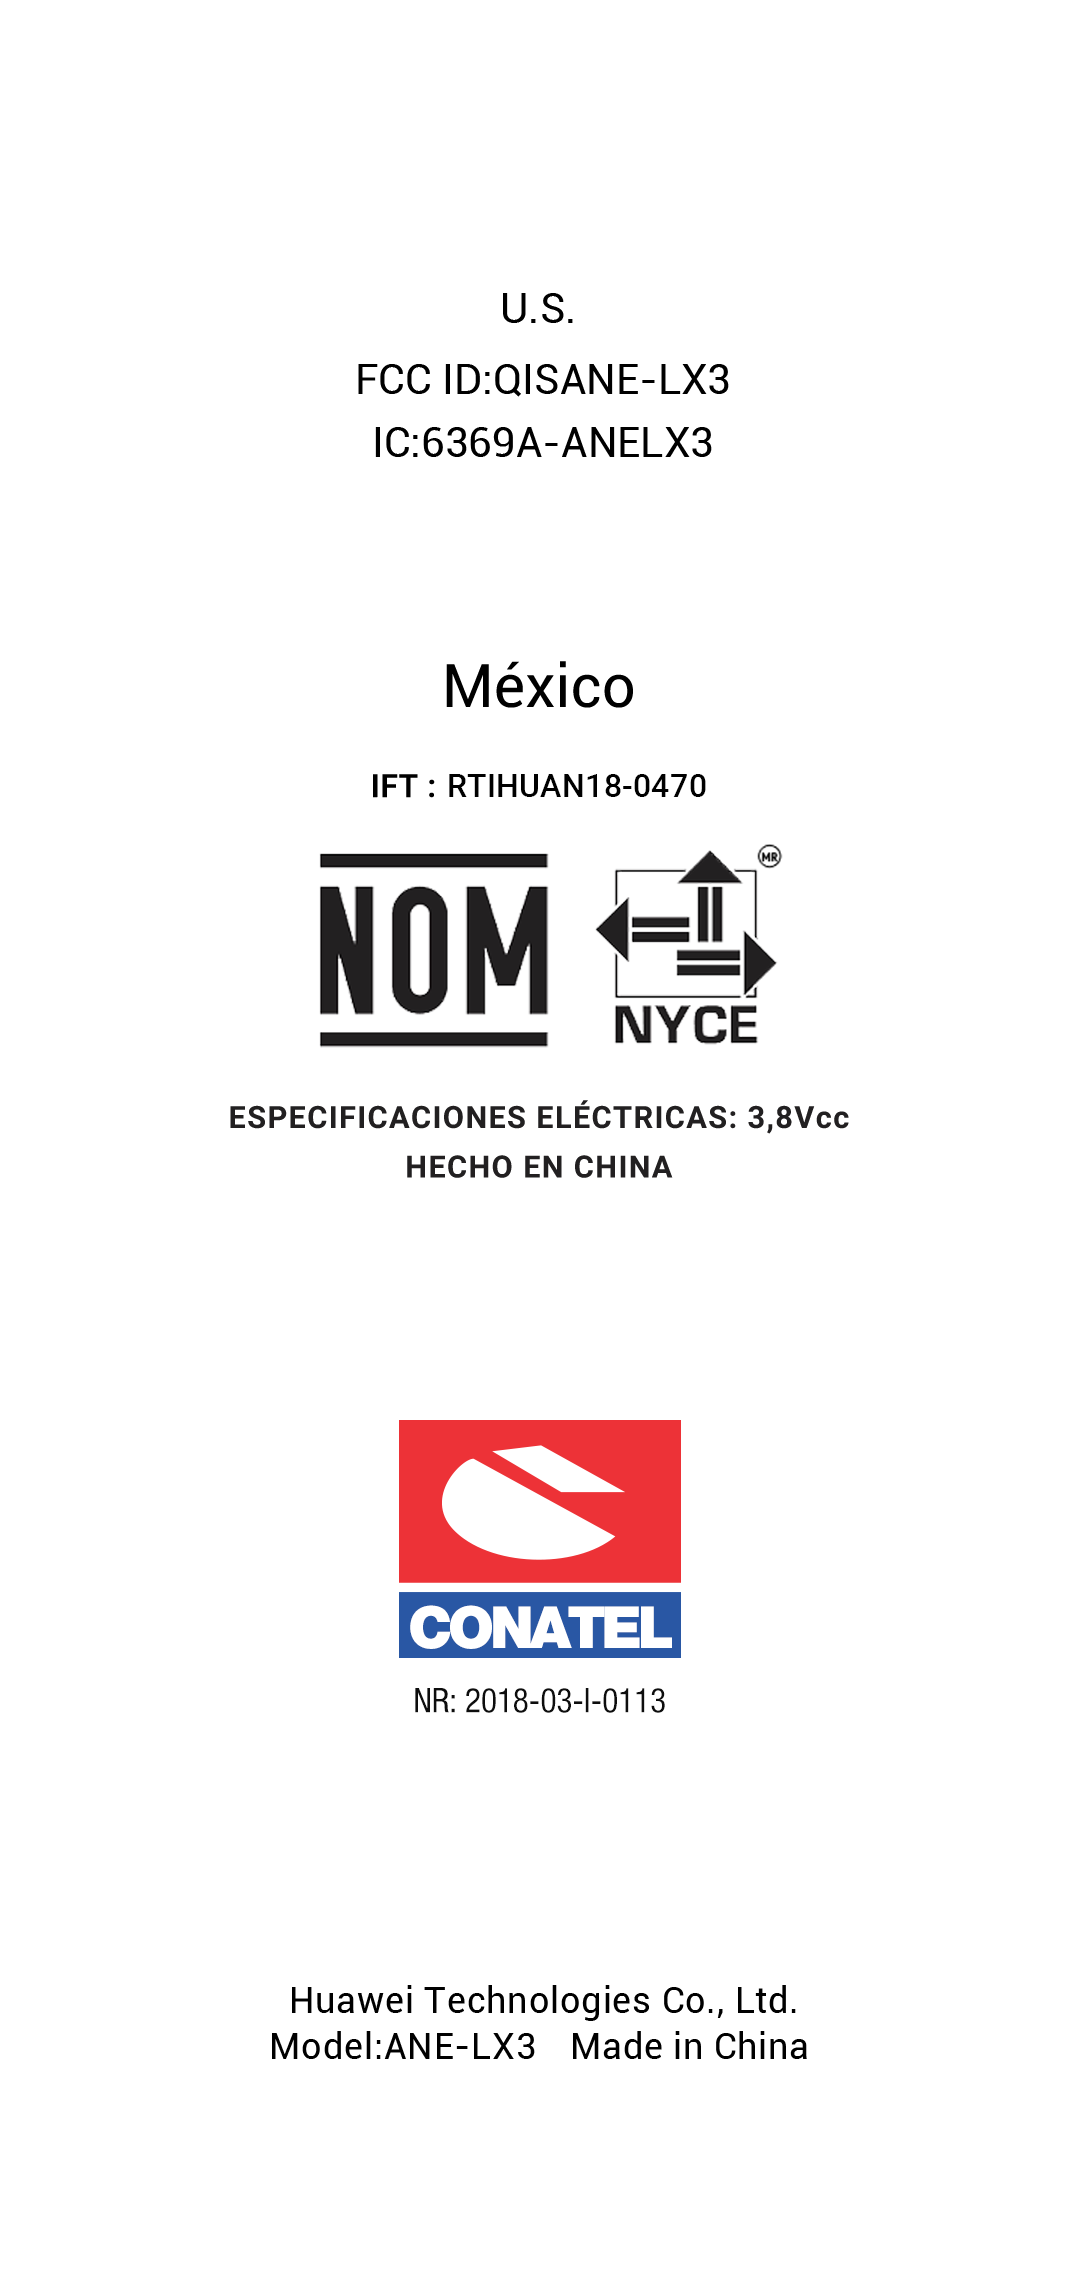 U.S.
FCC ID:QISANE-LX3
IC:6369A-ANELX3
México
IFT : RTIHUAN18-0470
NOM
MR
NYCE
ESPECIFICACIONES ELÉCTRICAS: 3,8Vcc
HECHO EN CHINA
CONATEL
NR: 2018-03-I-0113
Huawei Technologies Co., Ltd.
Model:ANE-LX3 Made in China